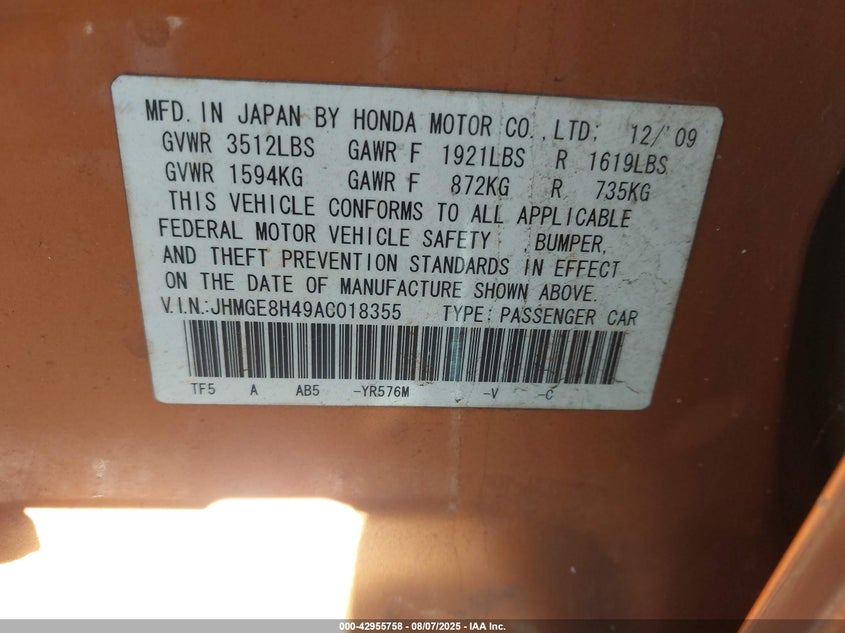 MFD. IN JAPAN BY HONDA MOTOR CO.,LTD; 12/'09
GVWR 3512LBS GAWR F 1921LBS R 1619LBS
GVWR 1594KG GAWR F 872KG R 735KG
THIS VEHICLE CONFORMS TO ALL APPLICABLE
FEDERAL MOTOR VEHICLE SAFETY , BUMPER,
AND THEFT PREVENTION STANDARDS IN EFFECT
ON THE DATE OF MANUFACTURE SHOWN ABOVE.
V.I.N.:JHMGE8H49AC018355 TYPE: PASSENGER CAR
TF5 A AB5 -YR576M -V -C
000-42955758 - 08/07/2025 - IAA Inc.